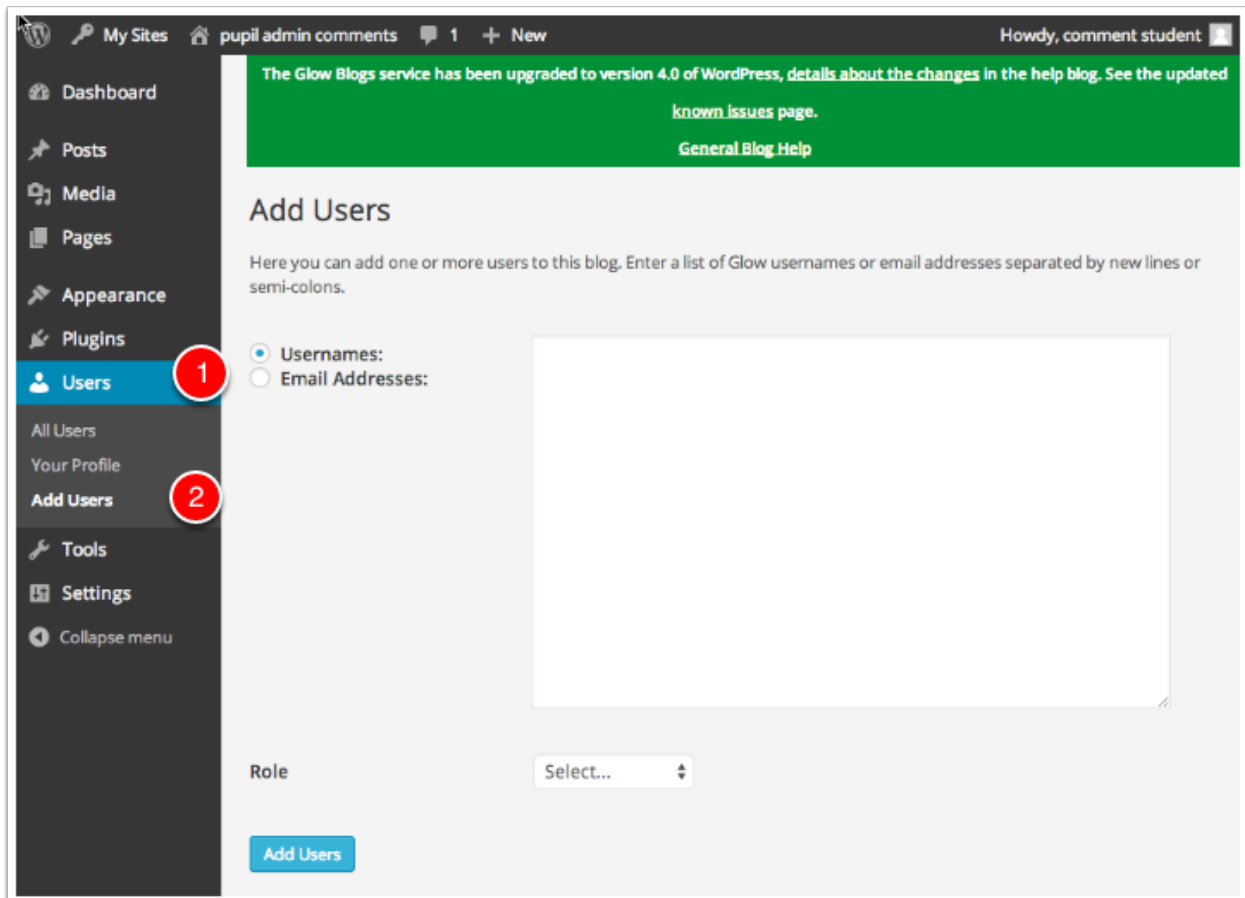 My Sites pupil admin comments 1 + New Howdy, comment student
The Glow Blogs service has been upgraded to version 4.0 of WordPress, details about the changes in the help blog. See the updated
known issues page.
General Blog Help
Dashboard
Posts
Media
Pages
Appearance
Plugins
Users 1
All Users
Your Profile
Add Users 2
Tools
Settings
Collapse menu
Add Users
Here you can add one or more users to this blog. Enter a list of Glow usernames or email addresses separated by new lines or
semi-colons.
Usernames:
Email Addresses:
Role Select...
Add Users